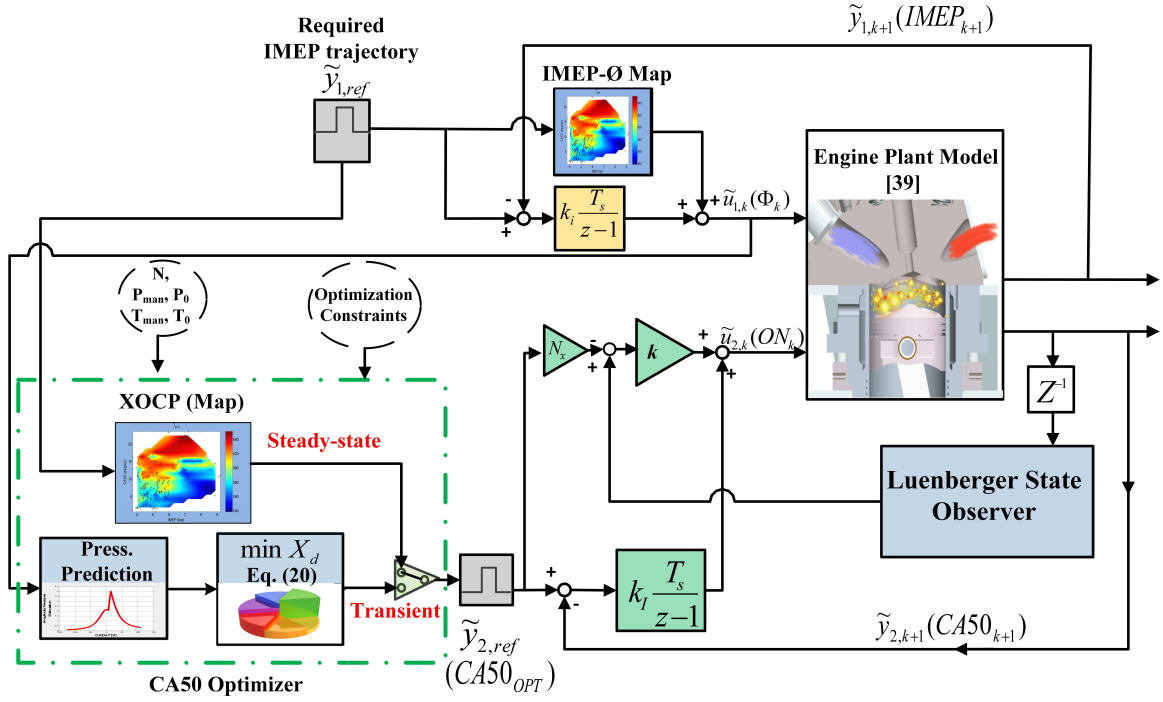 Required
IMEP trajectory
ỹ1,ref
ỹ1,k+1(IMEPk+1)
IMEP-Ø Map
-
+
ki Ts
z−1
+
+
ũ1,k(Φk)
Engine Plant Model
[39]
N,
Pman, P0
Tman, T0
Optimization
Constraints
Nx
-
+
k
+
+
ũ2,k(ONk)
Z-1
Luenberger State
Observer
XOCP (Map)
Steady-state
Press.
Prediction
min Xd
Eq. (20)
Transient
CA50 Optimizer
ỹ2,ref
(CA50OPT)
+
-
kI Ts
z−1
ỹ2,k+1(CA50k+1)